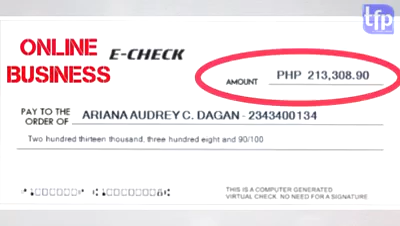 tfp
ONLINE BUSINESS
E-CHECK
AMOUNT PHP 213,308.90
PAY TO THE ORDER OF ARIANA AUDREY C. DAGAN - 2343400134
Two hundred thirteen thousand, three hundred eight and 90/100
THIS IS A COMPUTER GENERATED
VIRTUAL CHECK NO NEED FOR A SIGNATURE